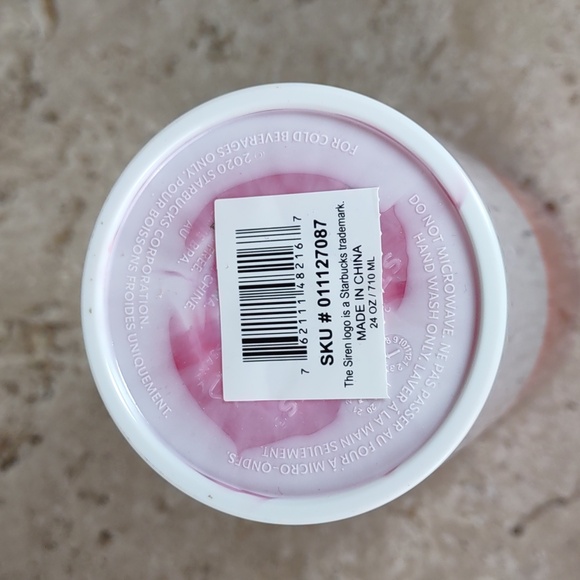 7 62111 48216 7
SKU # 011127087
The Siren logo is a Starbucks trademark.
MADE IN CHINA
24 OZ / 710 ML
2020 STARBUCKS CORPORATION.
FOR COLD BEVERAGES ONLY. POUR BOISSONS FROIDES UNIQUEMENT.
DO NOT MICROWAVE. NE PAS PASSER AU FOUR À MICRO-ONDES.
HAND WASH ONLY. LAVER À LA MAIN SEULEMENT.